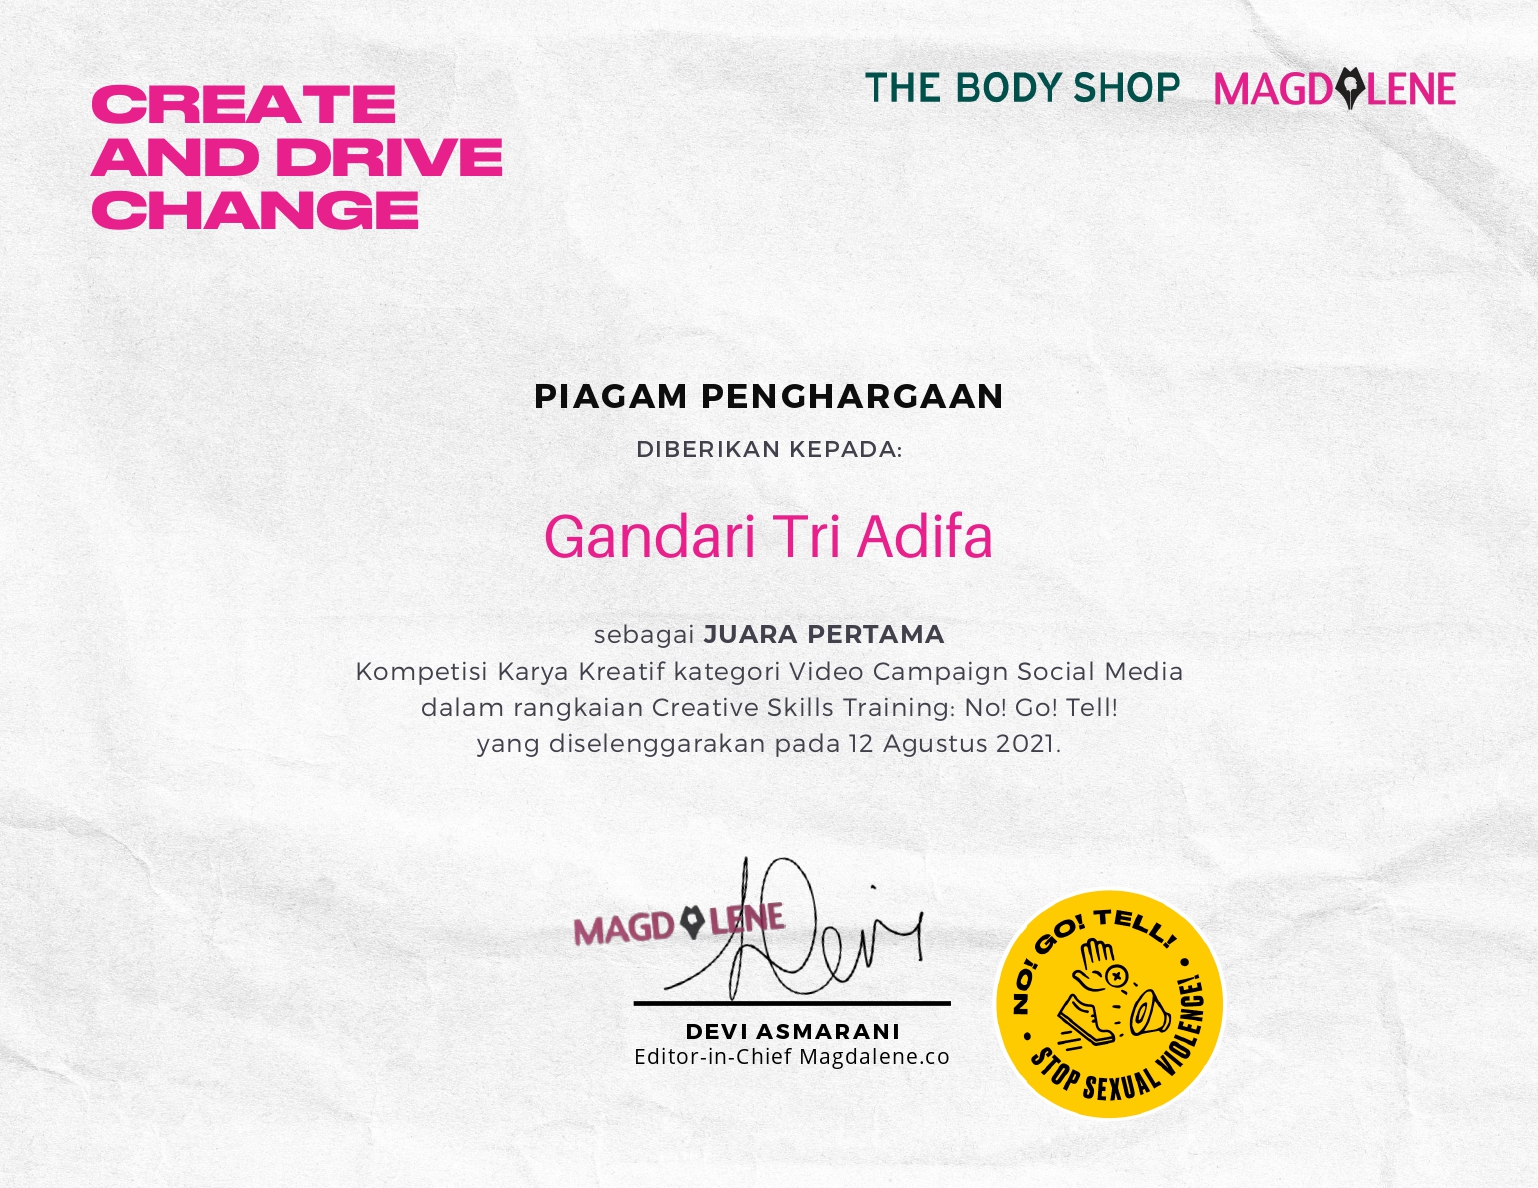 CREATE
AND DRIVE
CHANGE
THE BODY SHOP
MAGDALENE
PIAGAM PENGHARGAAN
DIBERIKAN KEPADA:
Gandari Tri Adifa
sebagai JUARA PERTAMA
Kompetisi Karya Kreatif kategori Video Campaign Social Media
dalam rangkaian Creative Skills Training: No! Go! Tell!
yang diselenggarakan pada 12 Agustus 2021.
MAGDALENE
Devi
DEVI ASMARANI
Editor-in-Chief Magdalene.co
NO! GO! TELL!
STOP SEXUAL VIOLENCE!